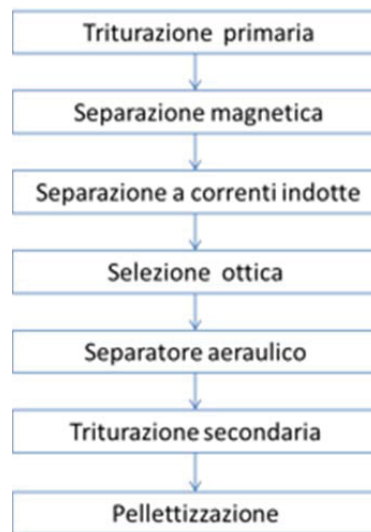 Triturazione primaria
Separazione magnetica
Separazione a correnti indotte
Selezione ottica
Separatore aeraulico
Triturazione secondaria
Pellettizzazione